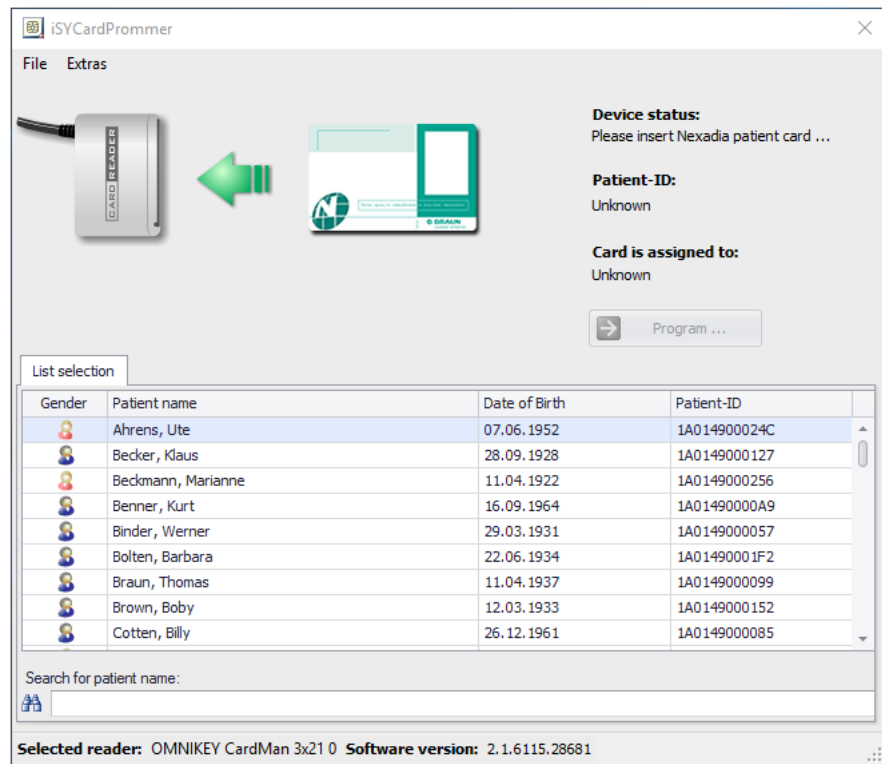 iSYCardPrommer
File Extras
CARD READER
B BRAUN
Device status:
Please insert Nexadia patient card ...
Patient-ID:
Unknown
Card is assigned to:
Unknown
Program ...
List selection
Gender Patient name Date of Birth Patient-ID
Ahrens, Ute 07.06.1952 1A014900024C
Becker, Klaus 28.09.1928 1A0149000127
Beckmann, Marianne 11.04.1922 1A0149000256
Benner, Kurt 16.09.1964 1A01490000A9
Binder, Werner 29.03.1931 1A0149000057
Bolten, Barbara 22.06.1934 1A01490001F2
Braun, Thomas 11.04.1937 1A0149000099
Brown, Boby 12.03.1933 1A0149000152
Cotten, Billy 26.12.1961 1A0149000085
Search for patient name:
Selected reader: OMNIKEY CardMan 3x21 0 Software version: 2.1.6115.28681